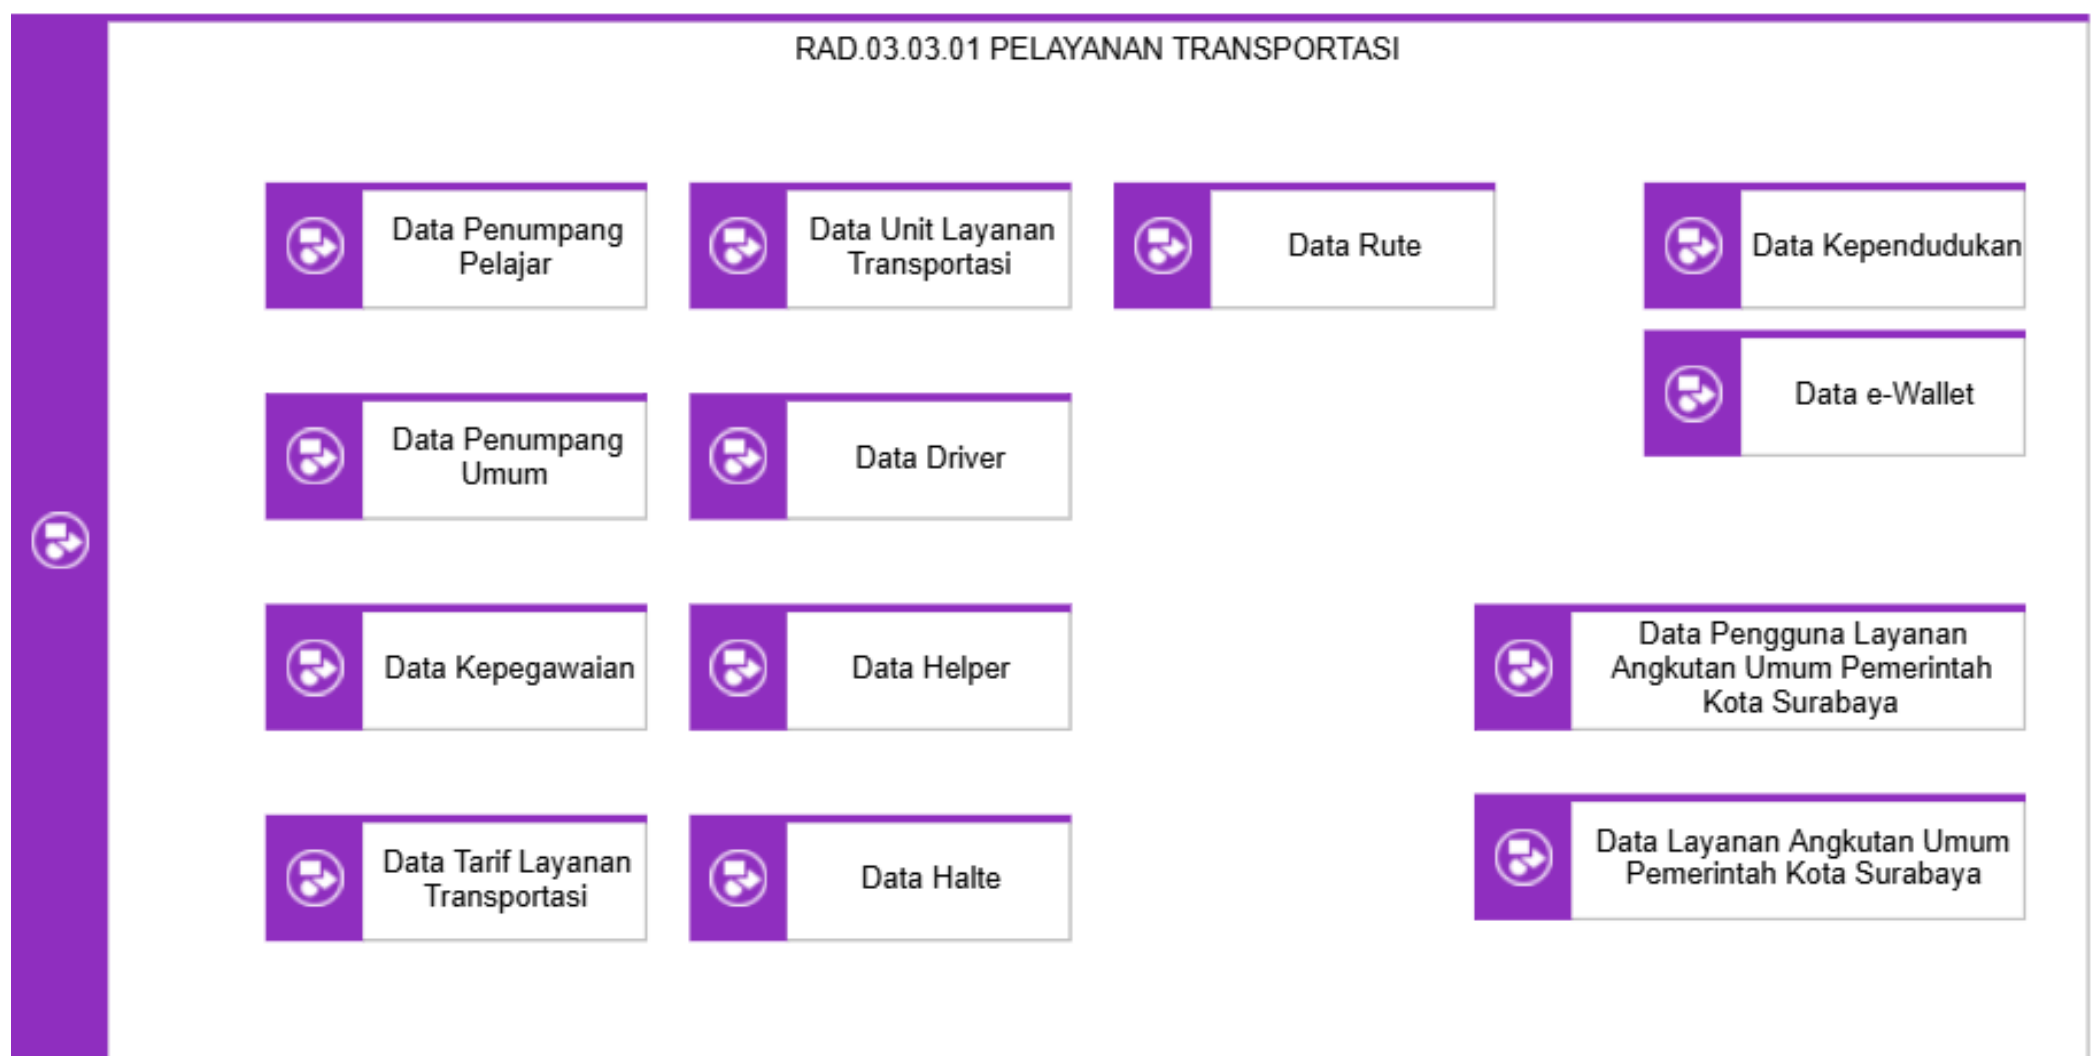 RAD.03.03.01 PELAYANAN TRANSPORTASI
Data Penumpang
Pelajar
Data Unit Layanan
Transportasi
Data Rute
Data Kependudukan
Data e-Wallet
Data Penumpang
Umum
Data Driver
Data Kepegawaian
Data Helper
Data Pengguna Layanan
Angkutan Umum Pemerintah
Kota Surabaya
Data Tarif Layanan
Transportasi
Data Halte
Data Layanan Angkutan Umum
Pemerintah Kota Surabaya